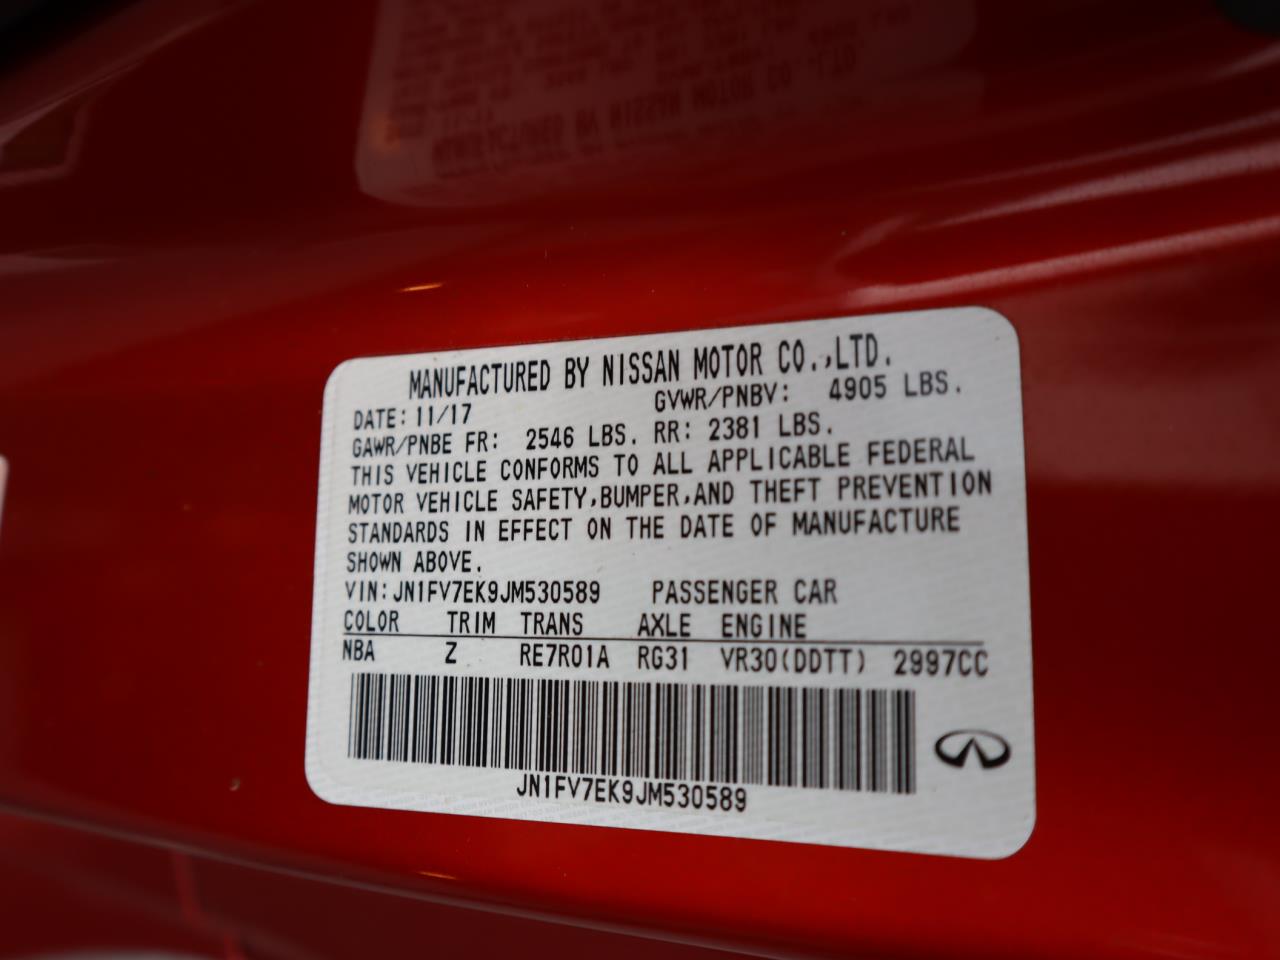 MANUFACTURED BY NISSAN MOTOR CO.,LTD.
DATE: 11/17 GVWR/PNBV: 4905 LBS.
GAWR/PNBE FR: 2546 LBS. RR: 2381 LBS.
THIS VEHICLE CONFORMS TO ALL APPLICABLE FEDERAL
MOTOR VEHICLE SAFETY,BUMPER,AND THEFT PREVENTION
STANDARDS IN EFFECT ON THE DATE OF MANUFACTURE
SHOWN ABOVE.
VIN:JN1FV7EK9JM530589 PASSENGER CAR
COLOR TRIM TRANS AXLE ENGINE
NBA Z RE7R01A RG31 VR30(DDTT) 2997CC
JN1FV7EK9JM530589